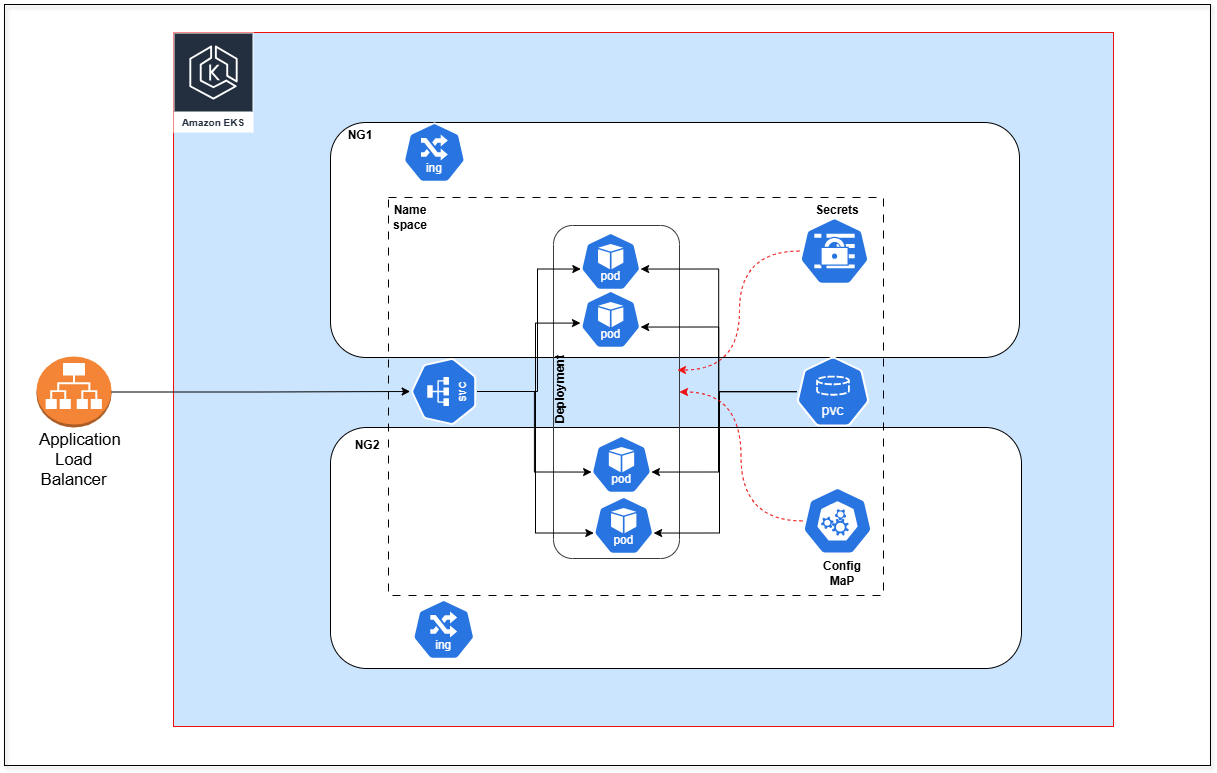 Amazon EKS
NG1
ing
Name
space
Secrets
pod
pod
Deployment
svc
pvc
Application
Load
Balancer
NG2
pod
pod
Config
MaP
ing